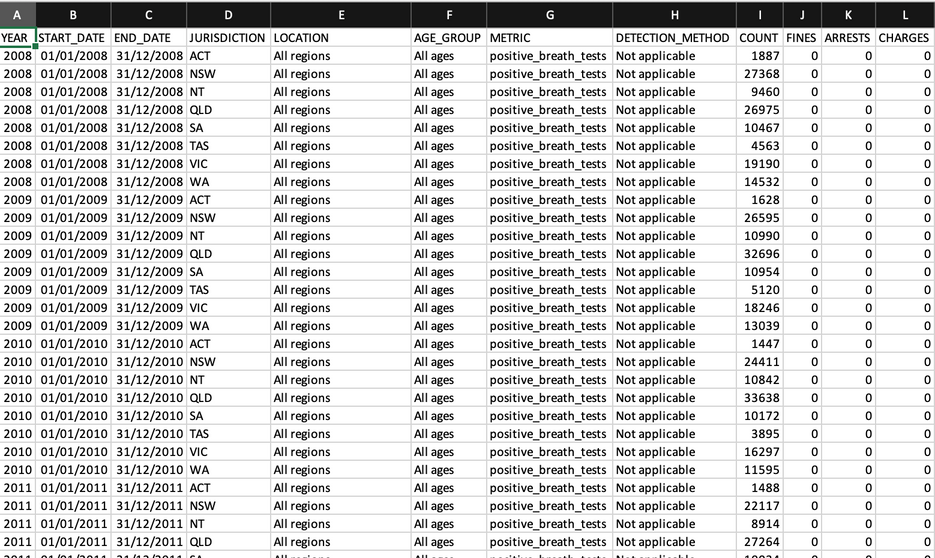 A B C D E F G H I J K L
YEAR START_DATE END_DATE JURISDICTION LOCATION AGE_GROUP METRIC DETECTION_METHOD COUNT FINES ARRESTS CHARGES
2008 01/01/2008 31/12/2008 ACT All regions All ages positive_breath_tests Not applicable 1887 0 0 0
2008 01/01/2008 31/12/2008 NSW All regions All ages positive_breath_tests Not applicable 27368 0 0 0
2008 01/01/2008 31/12/2008 NT All regions All ages positive_breath_tests Not applicable 9460 0 0 0
2008 01/01/2008 31/12/2008 QLD All regions All ages positive_breath_tests Not applicable 26975 0 0 0
2008 01/01/2008 31/12/2008 SA All regions All ages positive_breath_tests Not applicable 10467 0 0 0
2008 01/01/2008 31/12/2008 TAS All regions All ages positive_breath_tests Not applicable 4563 0 0 0
2008 01/01/2008 31/12/2008 VIC All regions All ages positive_breath_tests Not applicable 19190 0 0 0
2008 01/01/2008 31/12/2008 WA All regions All ages positive_breath_tests Not applicable 14532 0 0 0
2009 01/01/2009 31/12/2009 ACT All regions All ages positive_breath_tests Not applicable 1628 0 0 0
2009 01/01/2009 31/12/2009 NSW All regions All ages positive_breath_tests Not applicable 26595 0 0 0
2009 01/01/2009 31/12/2009 NT All regions All ages positive_breath_tests Not applicable 10990 0 0 0
2009 01/01/2009 31/12/2009 QLD All regions All ages positive_breath_tests Not applicable 32696 0 0 0
2009 01/01/2009 31/12/2009 SA All regions All ages positive_breath_tests Not applicable 10954 0 0 0
2009 01/01/2009 31/12/2009 TAS All regions All ages positive_breath_tests Not applicable 5120 0 0 0
2009 01/01/2009 31/12/2009 VIC All regions All ages positive_breath_tests Not applicable 18246 0 0 0
2009 01/01/2009 31/12/2009 WA All regions All ages positive_breath_tests Not applicable 13039 0 0 0
2010 01/01/2010 31/12/2010 ACT All regions All ages positive_breath_tests Not applicable 1447 0 0 0
2010 01/01/2010 31/12/2010 NSW All regions All ages positive_breath_tests Not applicable 24411 0 0 0
2010 01/01/2010 31/12/2010 NT All regions All ages positive_breath_tests Not applicable 10842 0 0 0
2010 01/01/2010 31/12/2010 QLD All regions All ages positive_breath_tests Not applicable 33638 0 0 0
2010 01/01/2010 31/12/2010 SA All regions All ages positive_breath_tests Not applicable 10172 0 0 0
2010 01/01/2010 31/12/2010 TAS All regions All ages positive_breath_tests Not applicable 3895 0 0 0
2010 01/01/2010 31/12/2010 VIC All regions All ages positive_breath_tests Not applicable 16297 0 0 0
2010 01/01/2010 31/12/2010 WA All regions All ages positive_breath_tests Not applicable 11595 0 0 0
2011 01/01/2011 31/12/2011 ACT All regions All ages positive_breath_tests Not applicable 1488 0 0 0
2011 01/01/2011 31/12/2011 NSW All regions All ages positive_breath_tests Not applicable 22117 0 0 0
2011 01/01/2011 31/12/2011 NT All regions All ages positive_breath_tests Not applicable 8914 0 0 0
2011 01/01/2011 31/12/2011 QLD All regions All ages positive_breath_tests Not applicable 27264 0 0 0